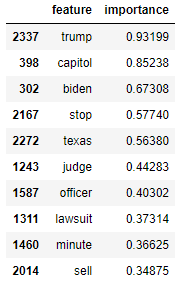 feature importance
2337 trump 0.93199
398 capitol 0.85238
302 biden 0.67308
2167 stop 0.57740
2272 texas 0.56380
1243 judge 0.44283
1587 officer 0.40302
1311 lawsuit 0.37314
1460 minute 0.36625
2014 sell 0.34875